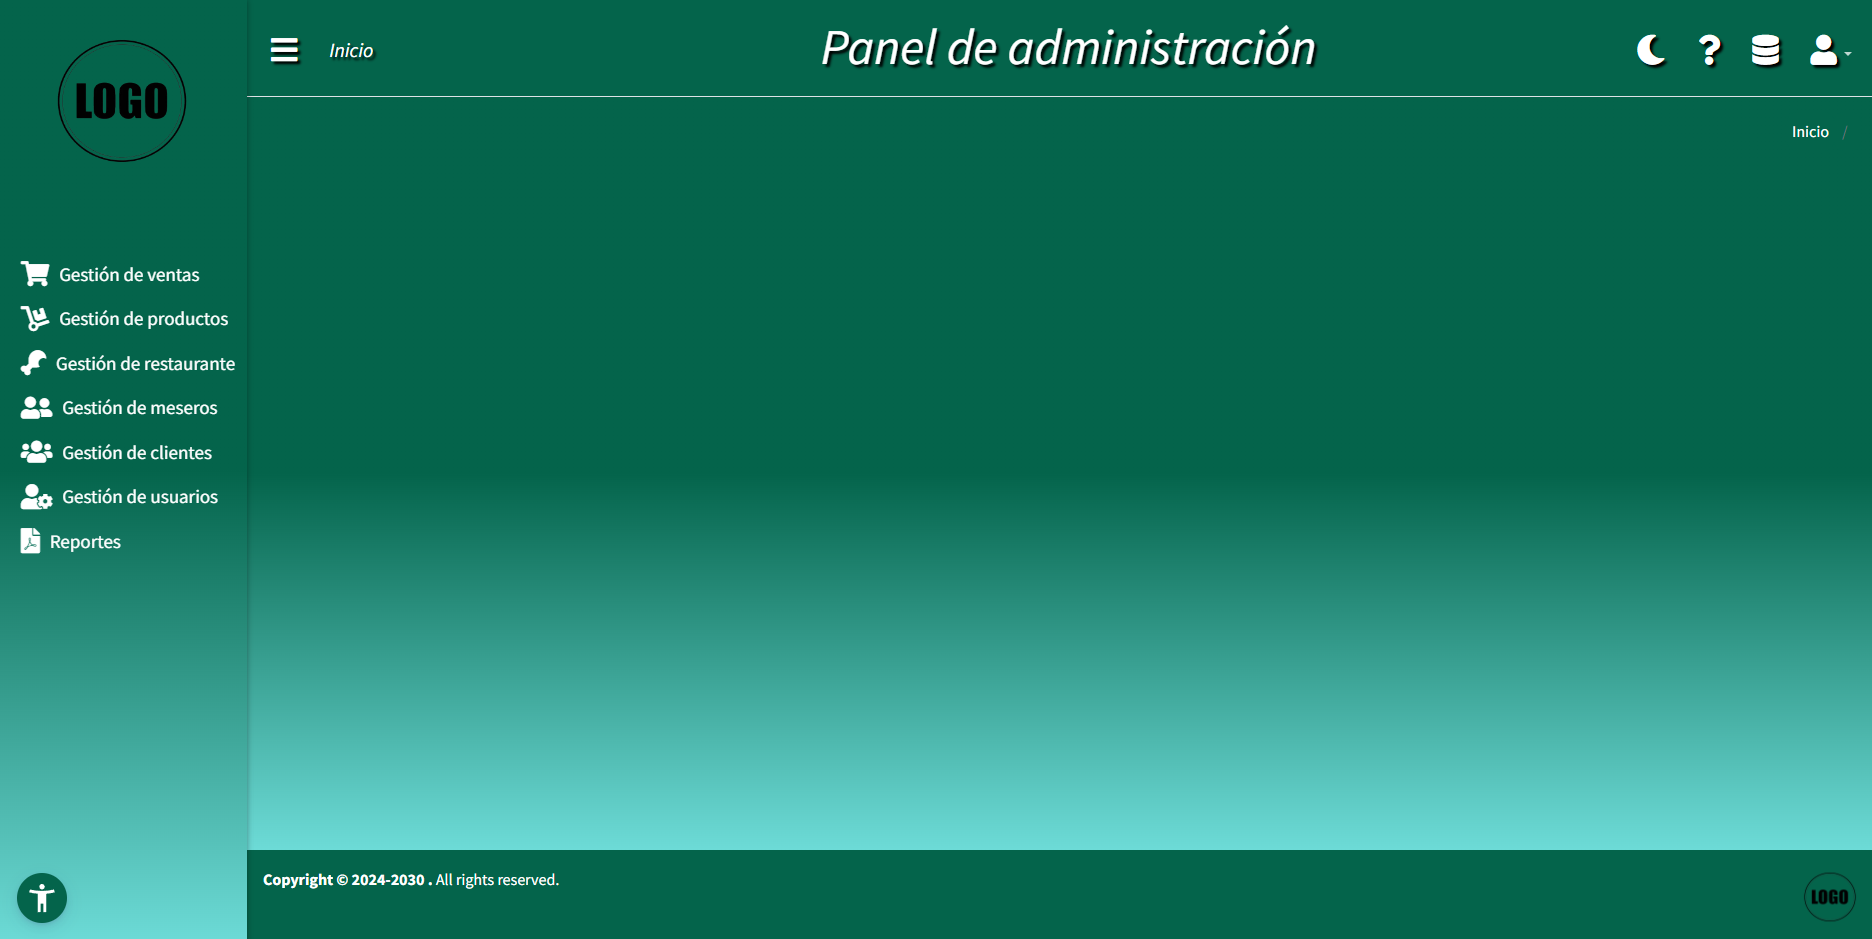 LOGO
Inicio
Panel de administración
Inicio /
Gestión de ventas
Gestión de productos
Gestión de restaurante
Gestión de meseros
Gestión de clientes
Gestión de usuarios
Reportes
Copyright © 2024-2030 . All rights reserved.
LOGO